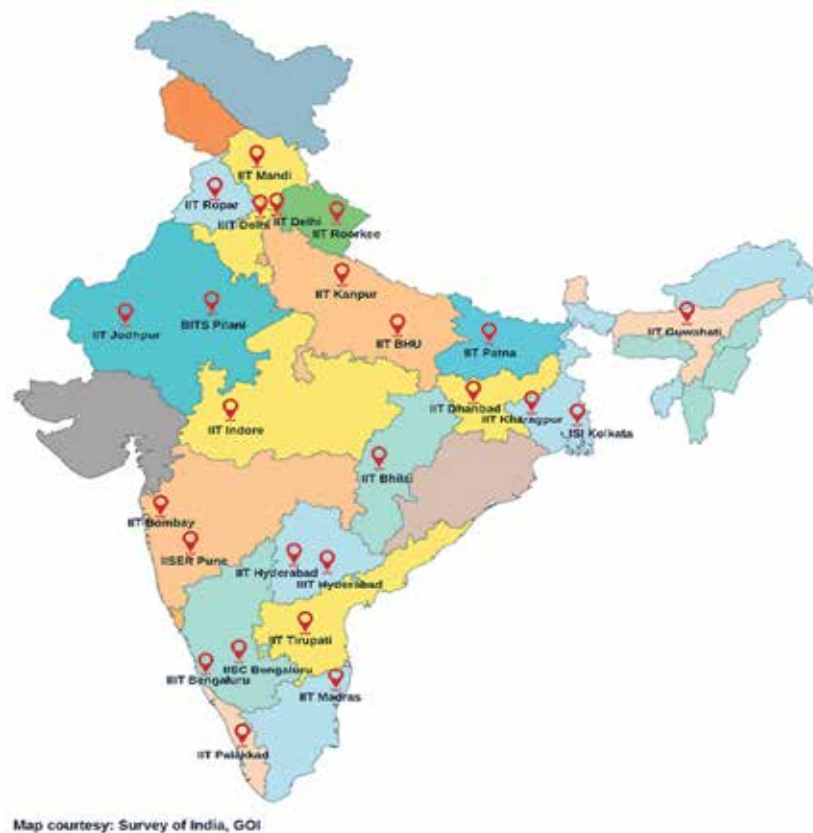 IIT Mandi
IIT Ropar
IIIT Delhi
IIT Delhi
IIT Roorkee
IIT Kanpur
IIT Jodhpur
BITS Pilani
IIT BHU
IIT Patna
IIT Guwahati
IIT Indore
IIT Dhanbad
IIT Kharagpur
ISI Kolkata
IIT Bhilai
IIT Bombay
IISER Pune
IIT Hyderabad
IIIT Hyderabad
IIT Tirupati
IISC Bengaluru
IIIT Bengaluru
IIT Madras
IIT Palakkad
Map courtesy: Survey of India, GOI